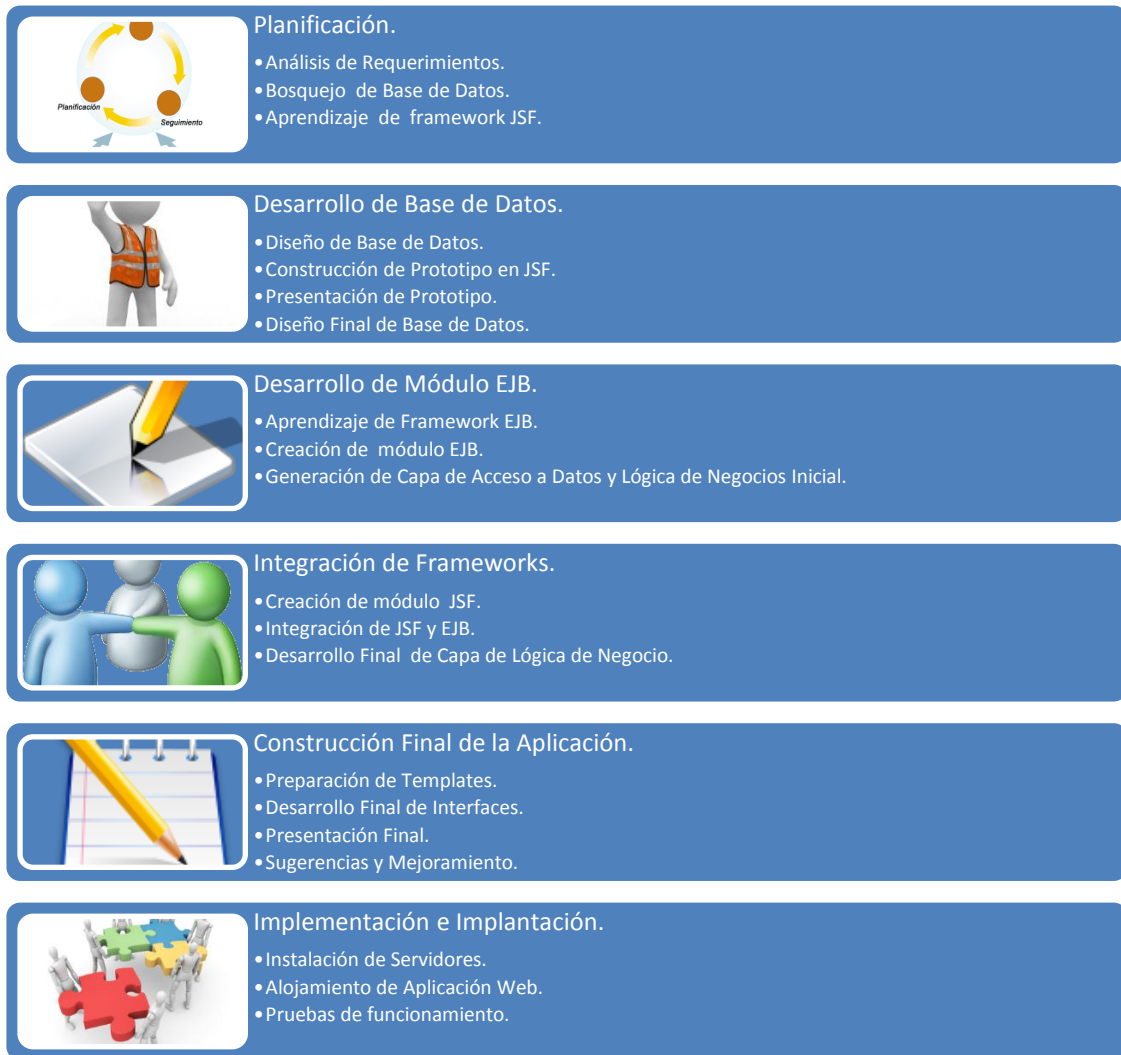 Planificación.
•Análisis de Requerimientos.
•Bosquejo de Base de Datos.
•Aprendizaje de framework JSF.
Planificación
Seguimiento
Desarrollo de Base de Datos.
•Diseño de Base de Datos.
•Construcción de Prototipo en JSF.
•Presentación de Prototipo.
•Diseño Final de Base de Datos.
Desarrollo de Módulo EJB.
•Aprendizaje de Framework EJB.
•Creación de módulo EJB.
•Generación de Capa de Acceso a Datos y Lógica de Negocios Inicial.
Integración de Frameworks.
•Creación de módulo JSF.
•Integración de JSF y EJB.
•Desarrollo Final de Capa de Lógica de Negocio.
Construcción Final de la Aplicación.
•Preparación de Templates.
•Desarrollo Final de Interfaces.
•Presentación Final.
•Sugerencias y Mejoramiento.
Implementación e Implantación.
•Instalación de Servidores.
•Alojamiento de Aplicación Web.
•Pruebas de funcionamiento.